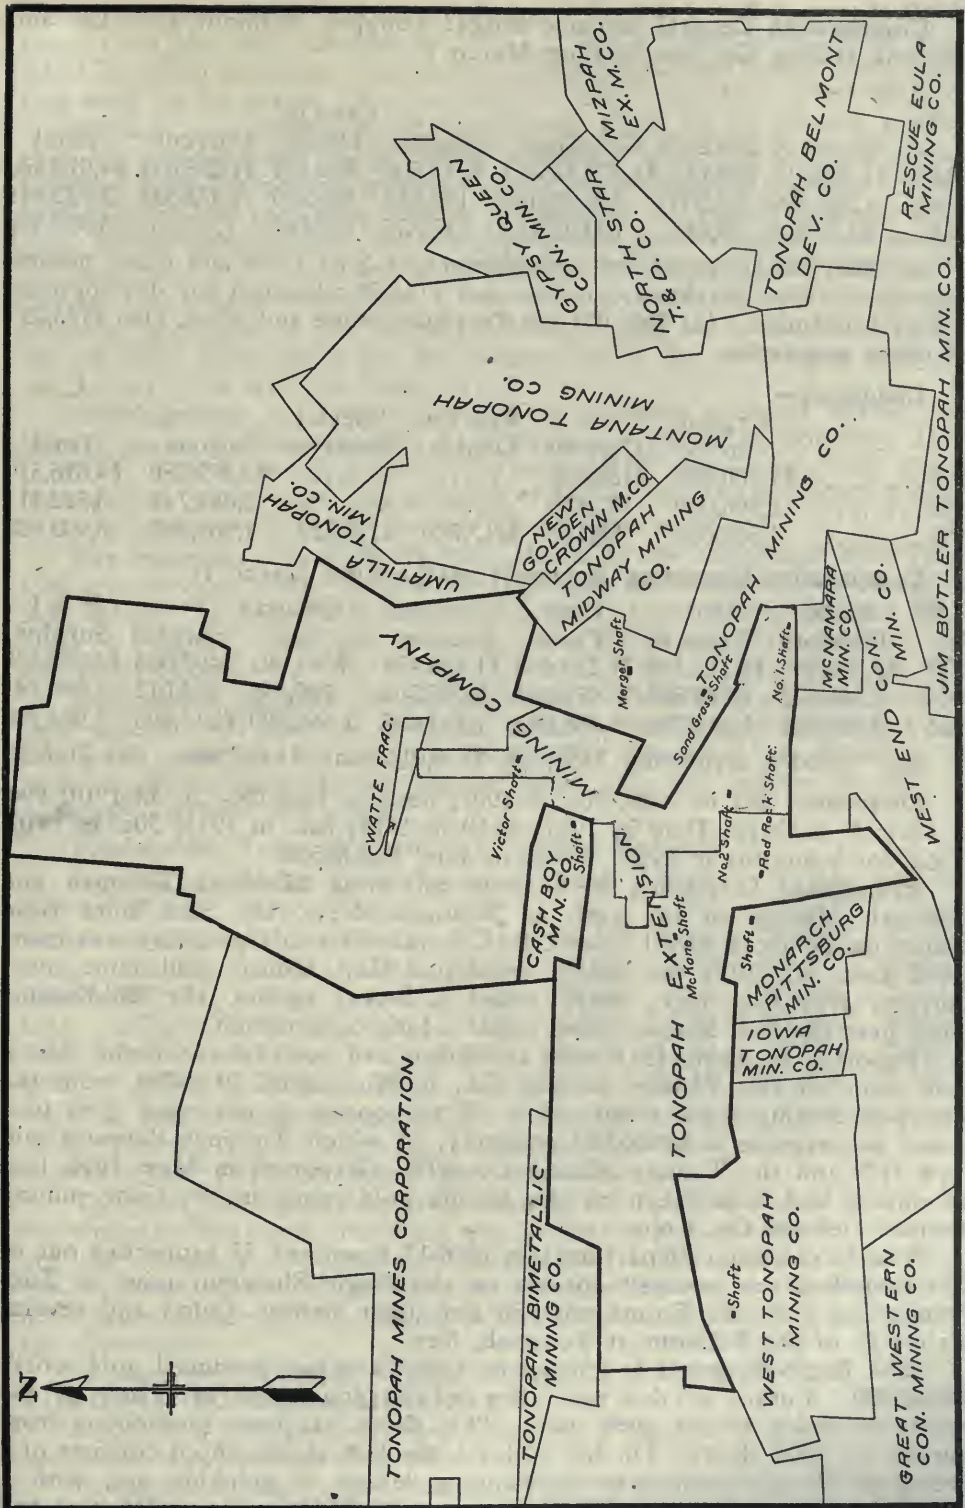 N
TONOPAH MINES CORPORATION
TONOPAH BIMETALLIC
MINING CO.
CASH BOY
MIN. CO.
Shaft
WATTE FRAC.
Victor Shaft
TONOPAH EXTENSION MINING COMPANY
McKane Shaft
No.2 Shaft
Red Rock Shaft.
No. 1. Shaft
UMATILLA TONOPAH
MIN. CO.
MONTANA TONOPAH
MINING CO.
GYPSY QUEEN
CON. MIN. CO.
NORTH STAR
T. & D. CO.
MIZPAH
EX. M. CO.
TONOPAH BELMONT
DEV. CO.
RESCUE EULA
MINING CO.
NEW
GOLDEN
CROWN M. CO.
TONOPAH
MIDWAY MINING
CO.
Merger Shaft
Sand Grass Shaft
TONOPAH MINING CO.
MCNAMARA
MIN. CO.
WEST END CON.
MIN. CO.
JIM BUTLER TONOPAH MIN. CO.
Shaft
MONARCH
PITTSBURG
MIN. CO.
IOWA
TONOPAH
MIN. CO.
Shaft
WEST TONOPAH
MINING CO.
GREAT WESTERN
CON. MINING CO.